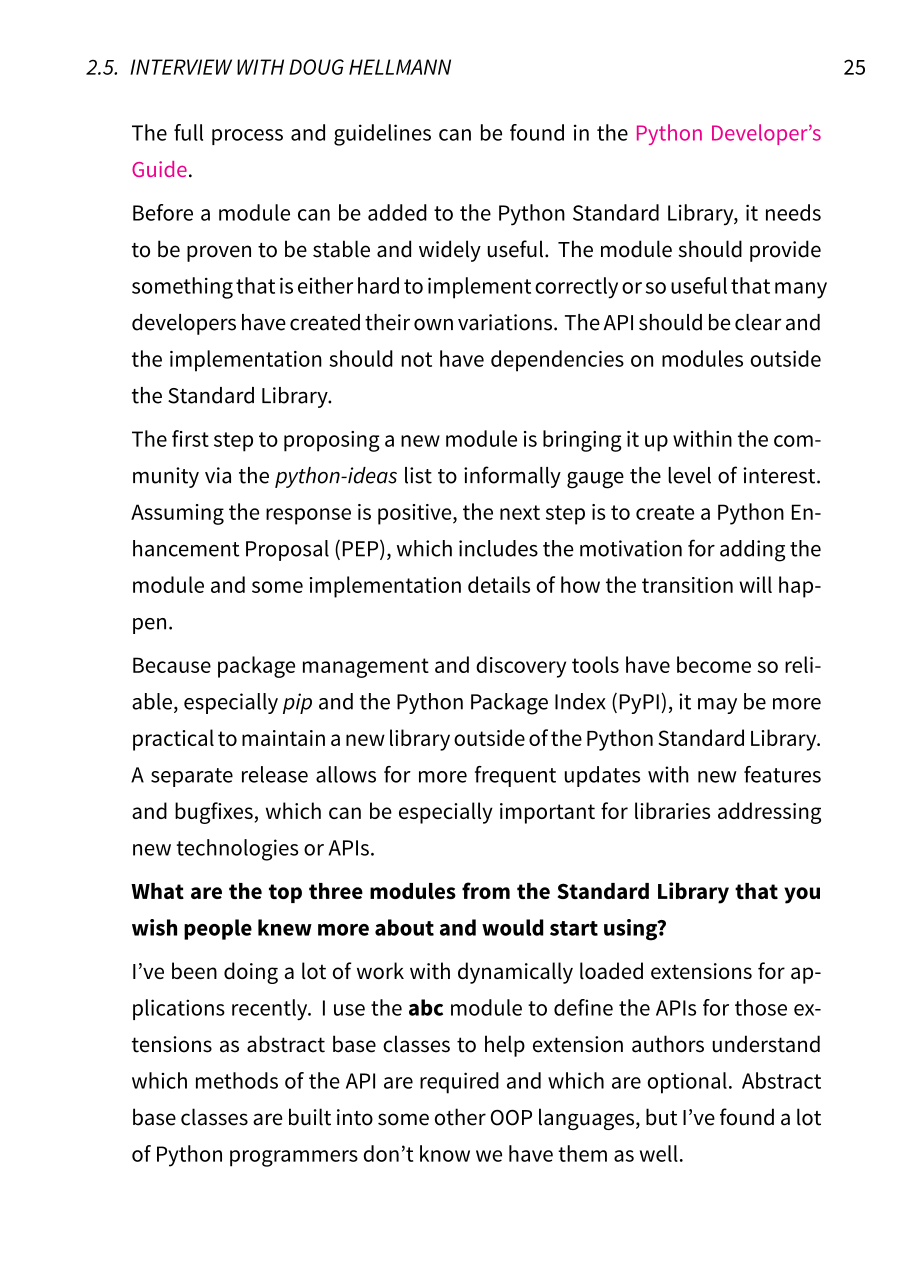 2.5. INTERVIEW WITH DOUG HELLMANN 25
The full process and guidelines can be found in the Python Developer’s
Guide.
Before a module can be added to the Python Standard Library, it needs
to be proven to be stable and widely useful. The module should provide
something that is either hard to implement correctly or so useful that many
developers have created their own variations. The API should be clear and
the implementation should not have dependencies on modules outside
the Standard Library.
The first step to proposing a new module is bringing it up within the com-
munity via the python-ideas list to informally gauge the level of interest.
Assuming the response is positive, the next step is to create a Python En-
hancement Proposal (PEP), which includes the motivation for adding the
module and some implementation details of how the transition will hap-
pen.
Because package management and discovery tools have become so reli-
able, especially pip and the Python Package Index (PyPI), it may be more
practical to maintain a new library outside of the Python Standard Library.
A separate release allows for more frequent updates with new features
and bugfixes, which can be especially important for libraries addressing
new technologies or APIs.
What are the top three modules from the Standard Library that you
wish people knew more about and would start using?
I’ve been doing a lot of work with dynamically loaded extensions for ap-
plications recently. I use the abc module to define the APIs for those ex-
tensions as abstract base classes to help extension authors understand
which methods of the API are required and which are optional. Abstract
base classes are built into some other OOP languages, but I’ve found a lot
of Python programmers don’t know we have them as well.